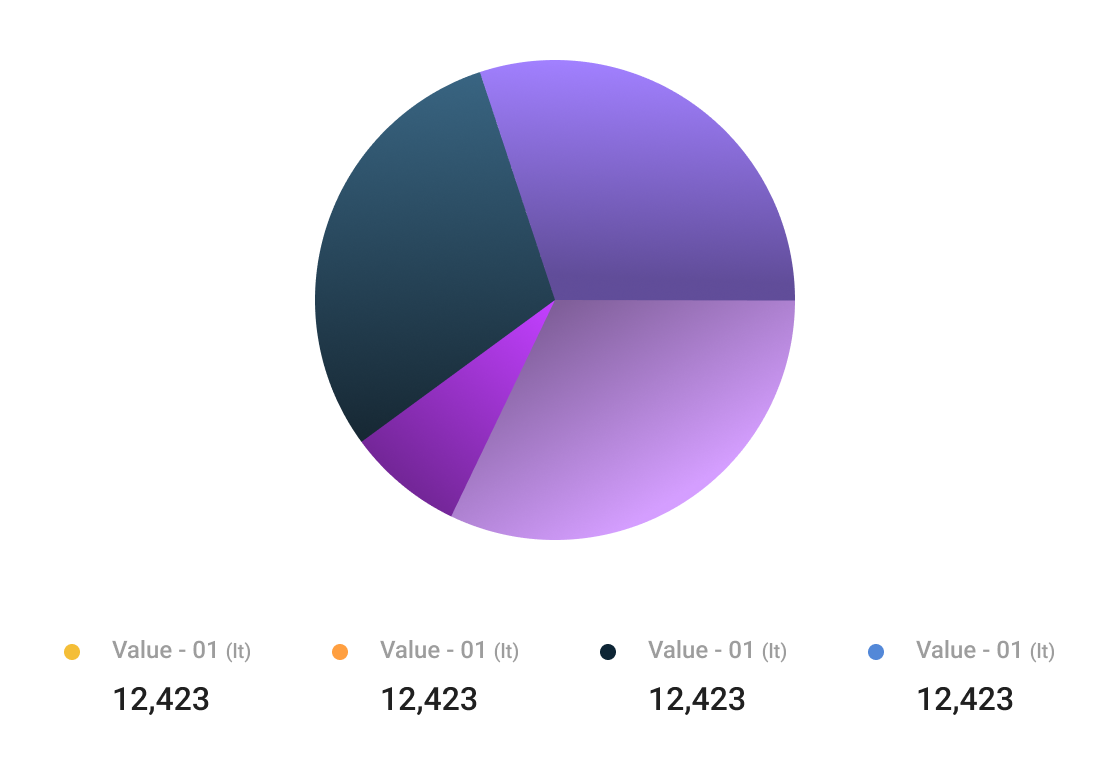 Value - 01 (lt) Value - 01 (lt) Value - 01 (lt) Value - 01 (lt)
12,423 12,423 12,423 12,423